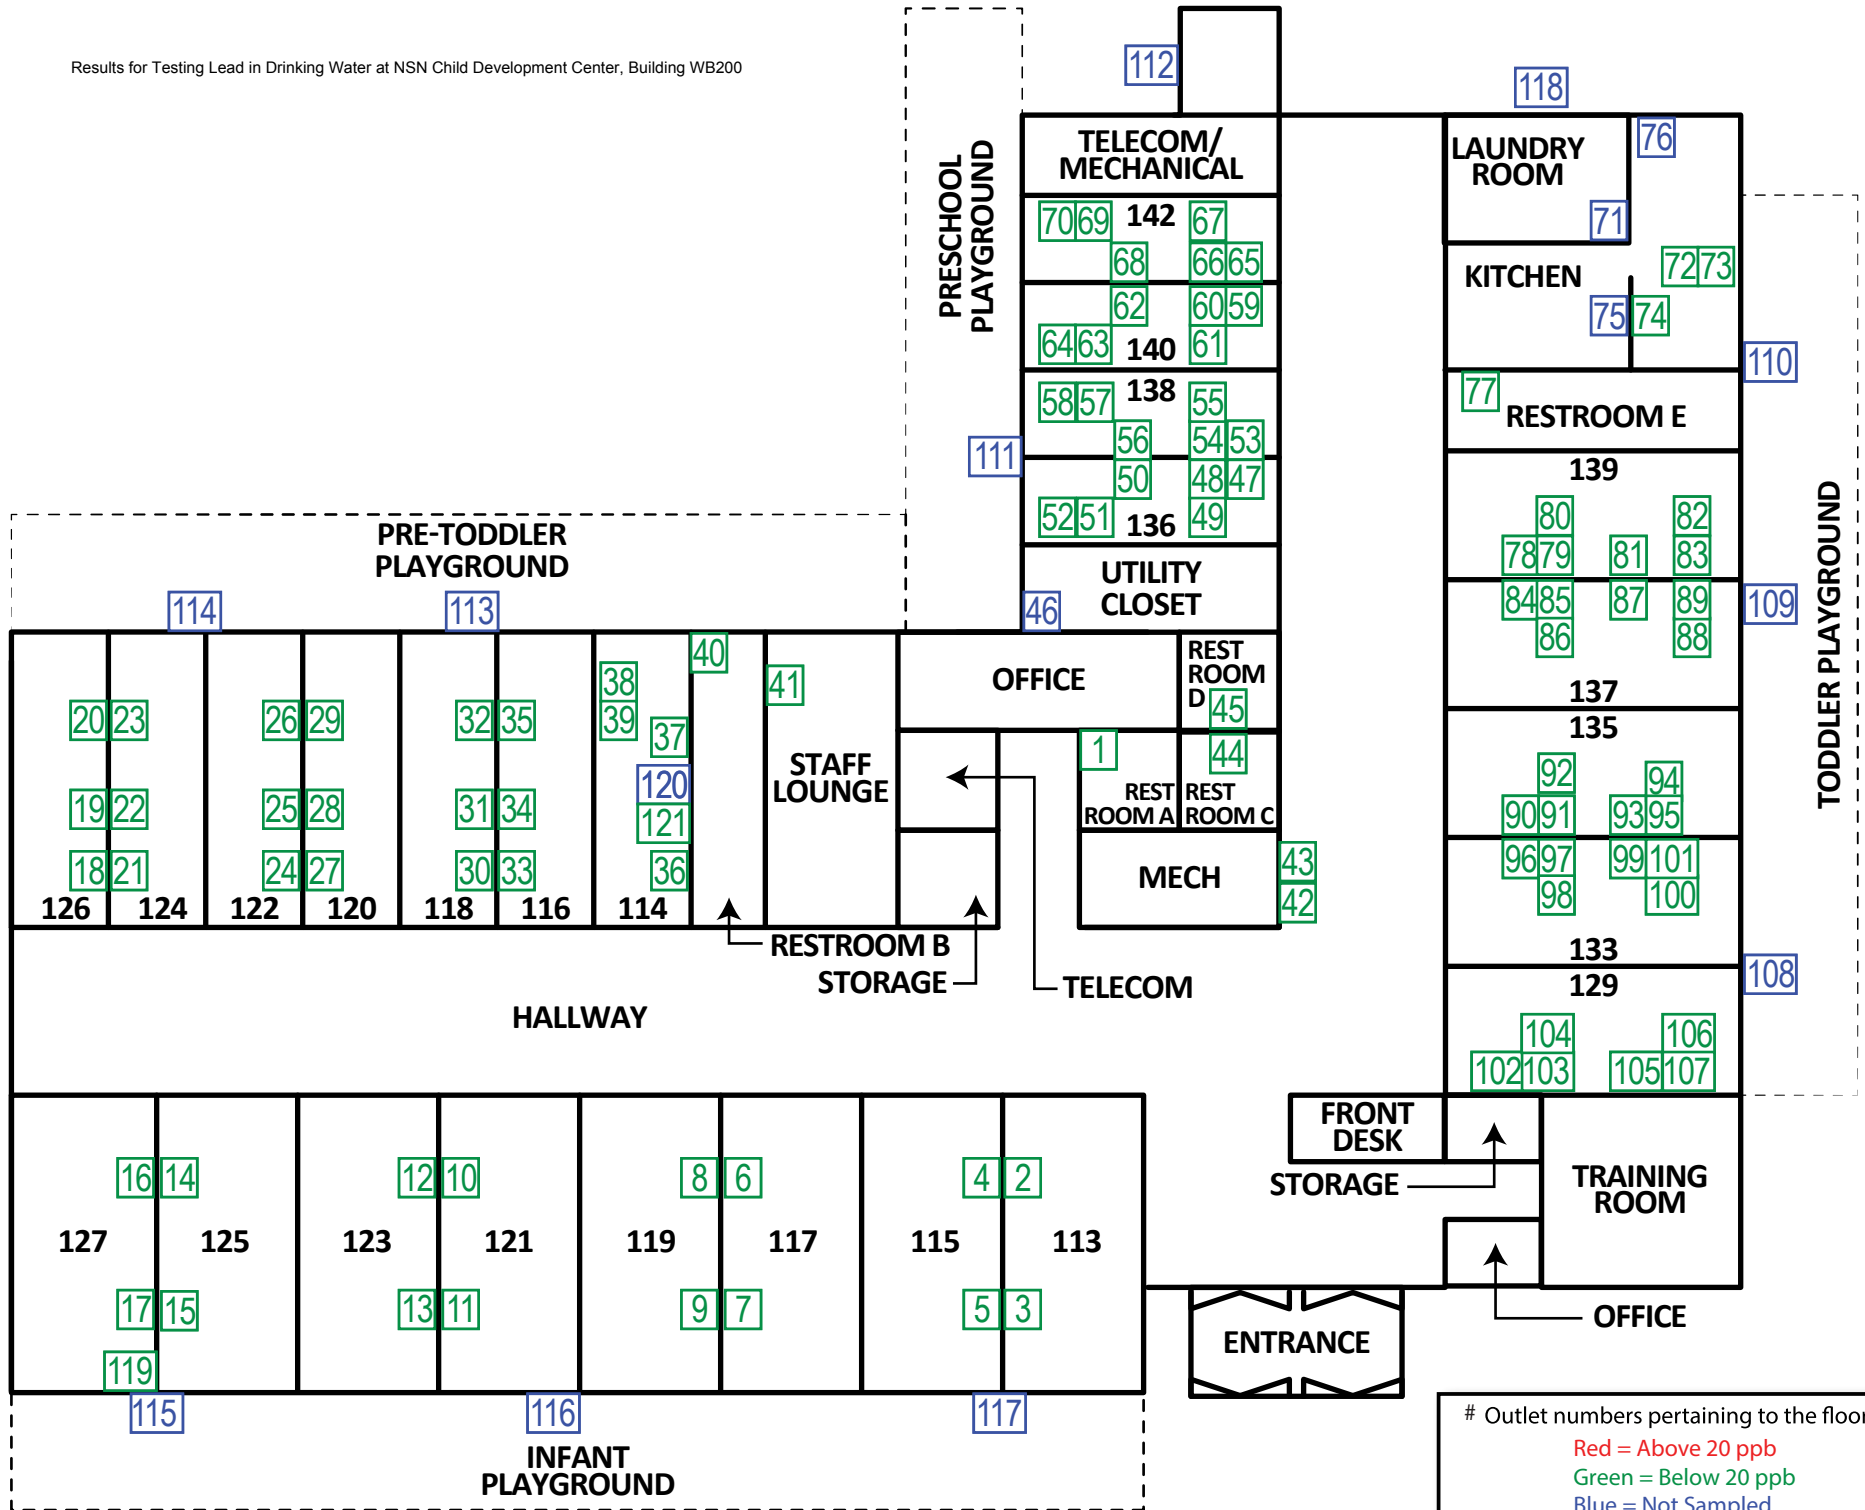 Results for Testing Lead in Drinking Water at NSN Child Development Center, Building WB200
112
118
TELECOM/
MECHANICAL
LAUNDRY
ROOM
76
71
PRESCHOOL
PLAYGROUND
70 69 142 67
68 66 65
62 60 59
64 63 140 61
KITCHEN
72 73
75 74
110
58 57 138 55
56 54 53
111
50 48 47
52 51 136 49
77
RESTROOM E
139
80 82
78 79 81 83
84 85 87 89
86 88
137
109
TODDLER PLAYGROUND
PRE-TODDLER
PLAYGROUND
114
113
UTILITY
CLOSET
46
OFFICE
REST
ROOM
D
45
40
41
38
39
37
120
121
36
20 23 26 29 32 35
19 22 25 28 31 34
18 21 24 27 30 33
126 124 122 120 118 116 114
STAFF
LOUNGE
1
44
REST
ROOM A
REST
ROOM C
MECH
43
42
135
92 94
90 91 93 95
96 97 99 101
98 100
133
108
129
104 106
102 103 105 107
RESTROOM B
STORAGE
TELECOM
HALLWAY
FRONT
DESK
STORAGE
TRAINING
ROOM
16 14 12 10 8 6 4 2
127 125 123 121 119 117 115 113
17 15 13 11 9 7 5 3
119
OFFICE
ENTRANCE
115
116
117
INFANT
PLAYGROUND
# Outlet numbers pertaining to the floor
Red = Above 20 ppb
Green = Below 20 ppb
Blue = Not Sampled